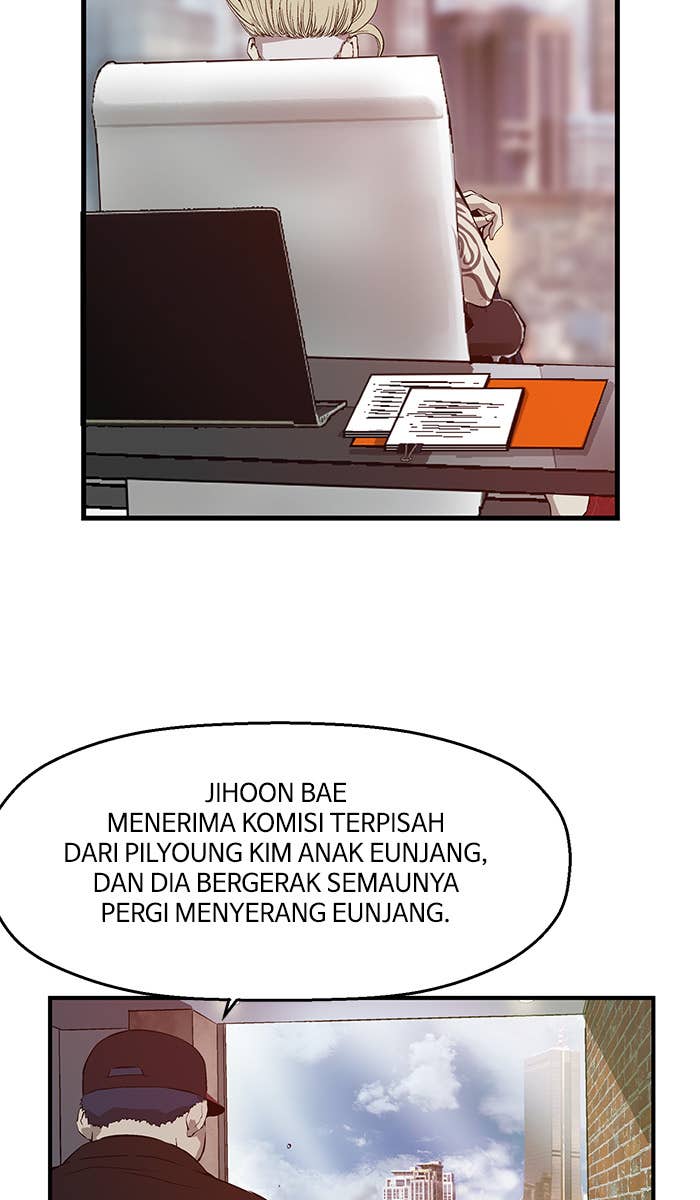 JIHOON BAE
MENERIMA KOMISI TERPISAH
DARI PILYOUNG KIM ANAK EUNJANG,
DAN DIA BERGERAK SEMAUNYA
PERGI MENYERANG EUNJANG.